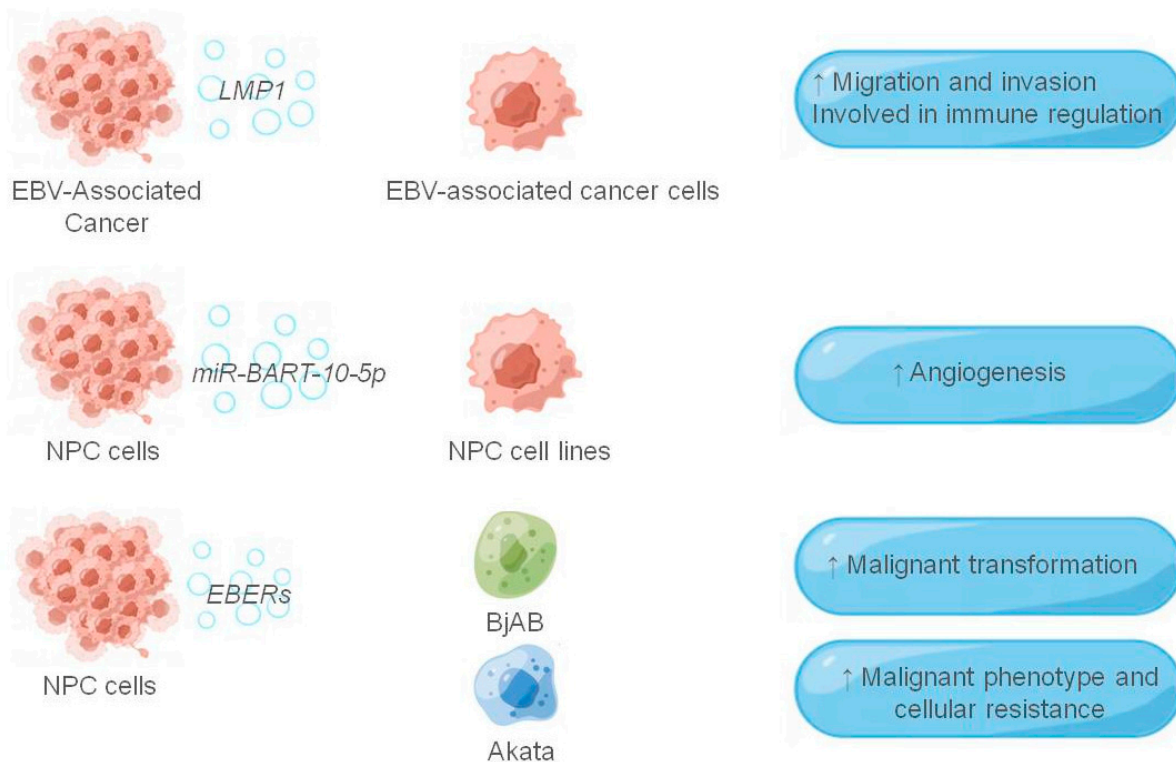 LMP1
↑ Migration and invasion
Involved in immune regulation
EBV-Associated
Cancer
EBV-associated cancer cells
miR-BART-10-5p
↑ Angiogenesis
NPC cells
NPC cell lines
EBERs
↑ Malignant transformation
BjAB
NPC cells
↑ Malignant phenotype and
cellular resistance
Akata